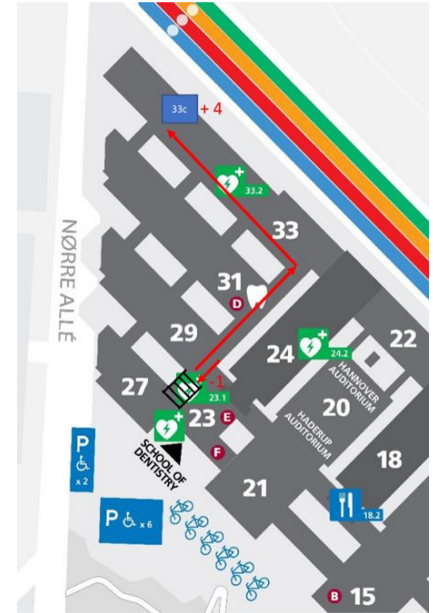 33c
+ 4
33.2
33
NØRRE ALLÉ
31
D
29
24
24.2
22
HANNOVER
AUDITORIUM
27
-1
23.1
23
E
20
HADERUP
AUDITORIUM
F
SCHOOL OF
DENTISTRY
18
P
x 2
P x 6
21
18.2
B
15